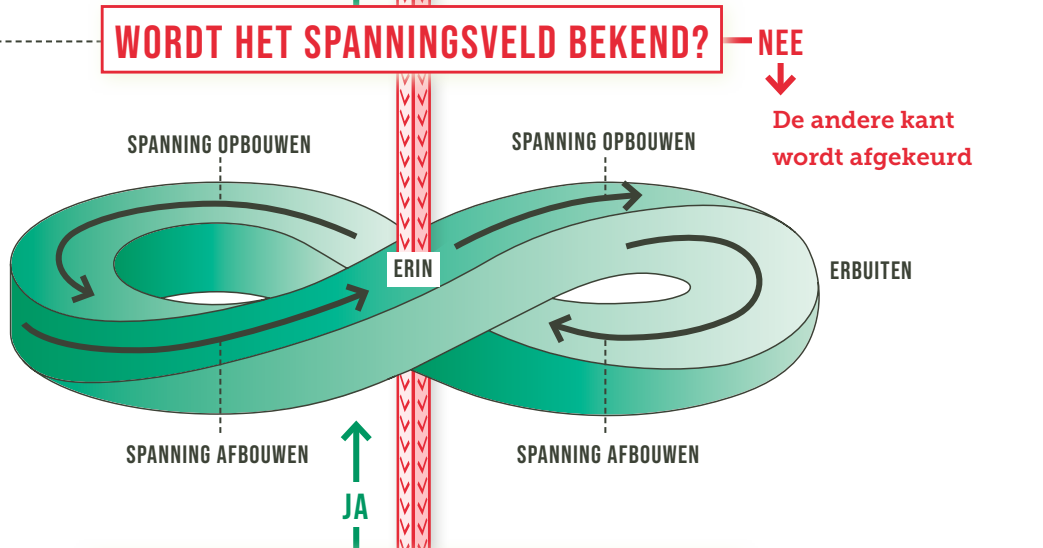 WORDT HET SPANNINGSVELD BEKEND?
NEE
De andere kant
wordt afgekeurd
SPANNING OPBOUWEN
SPANNING OPBOUWEN
ERIN
ERBUITEN
SPANNING AFBOUWEN
SPANNING AFBOUWEN
JA